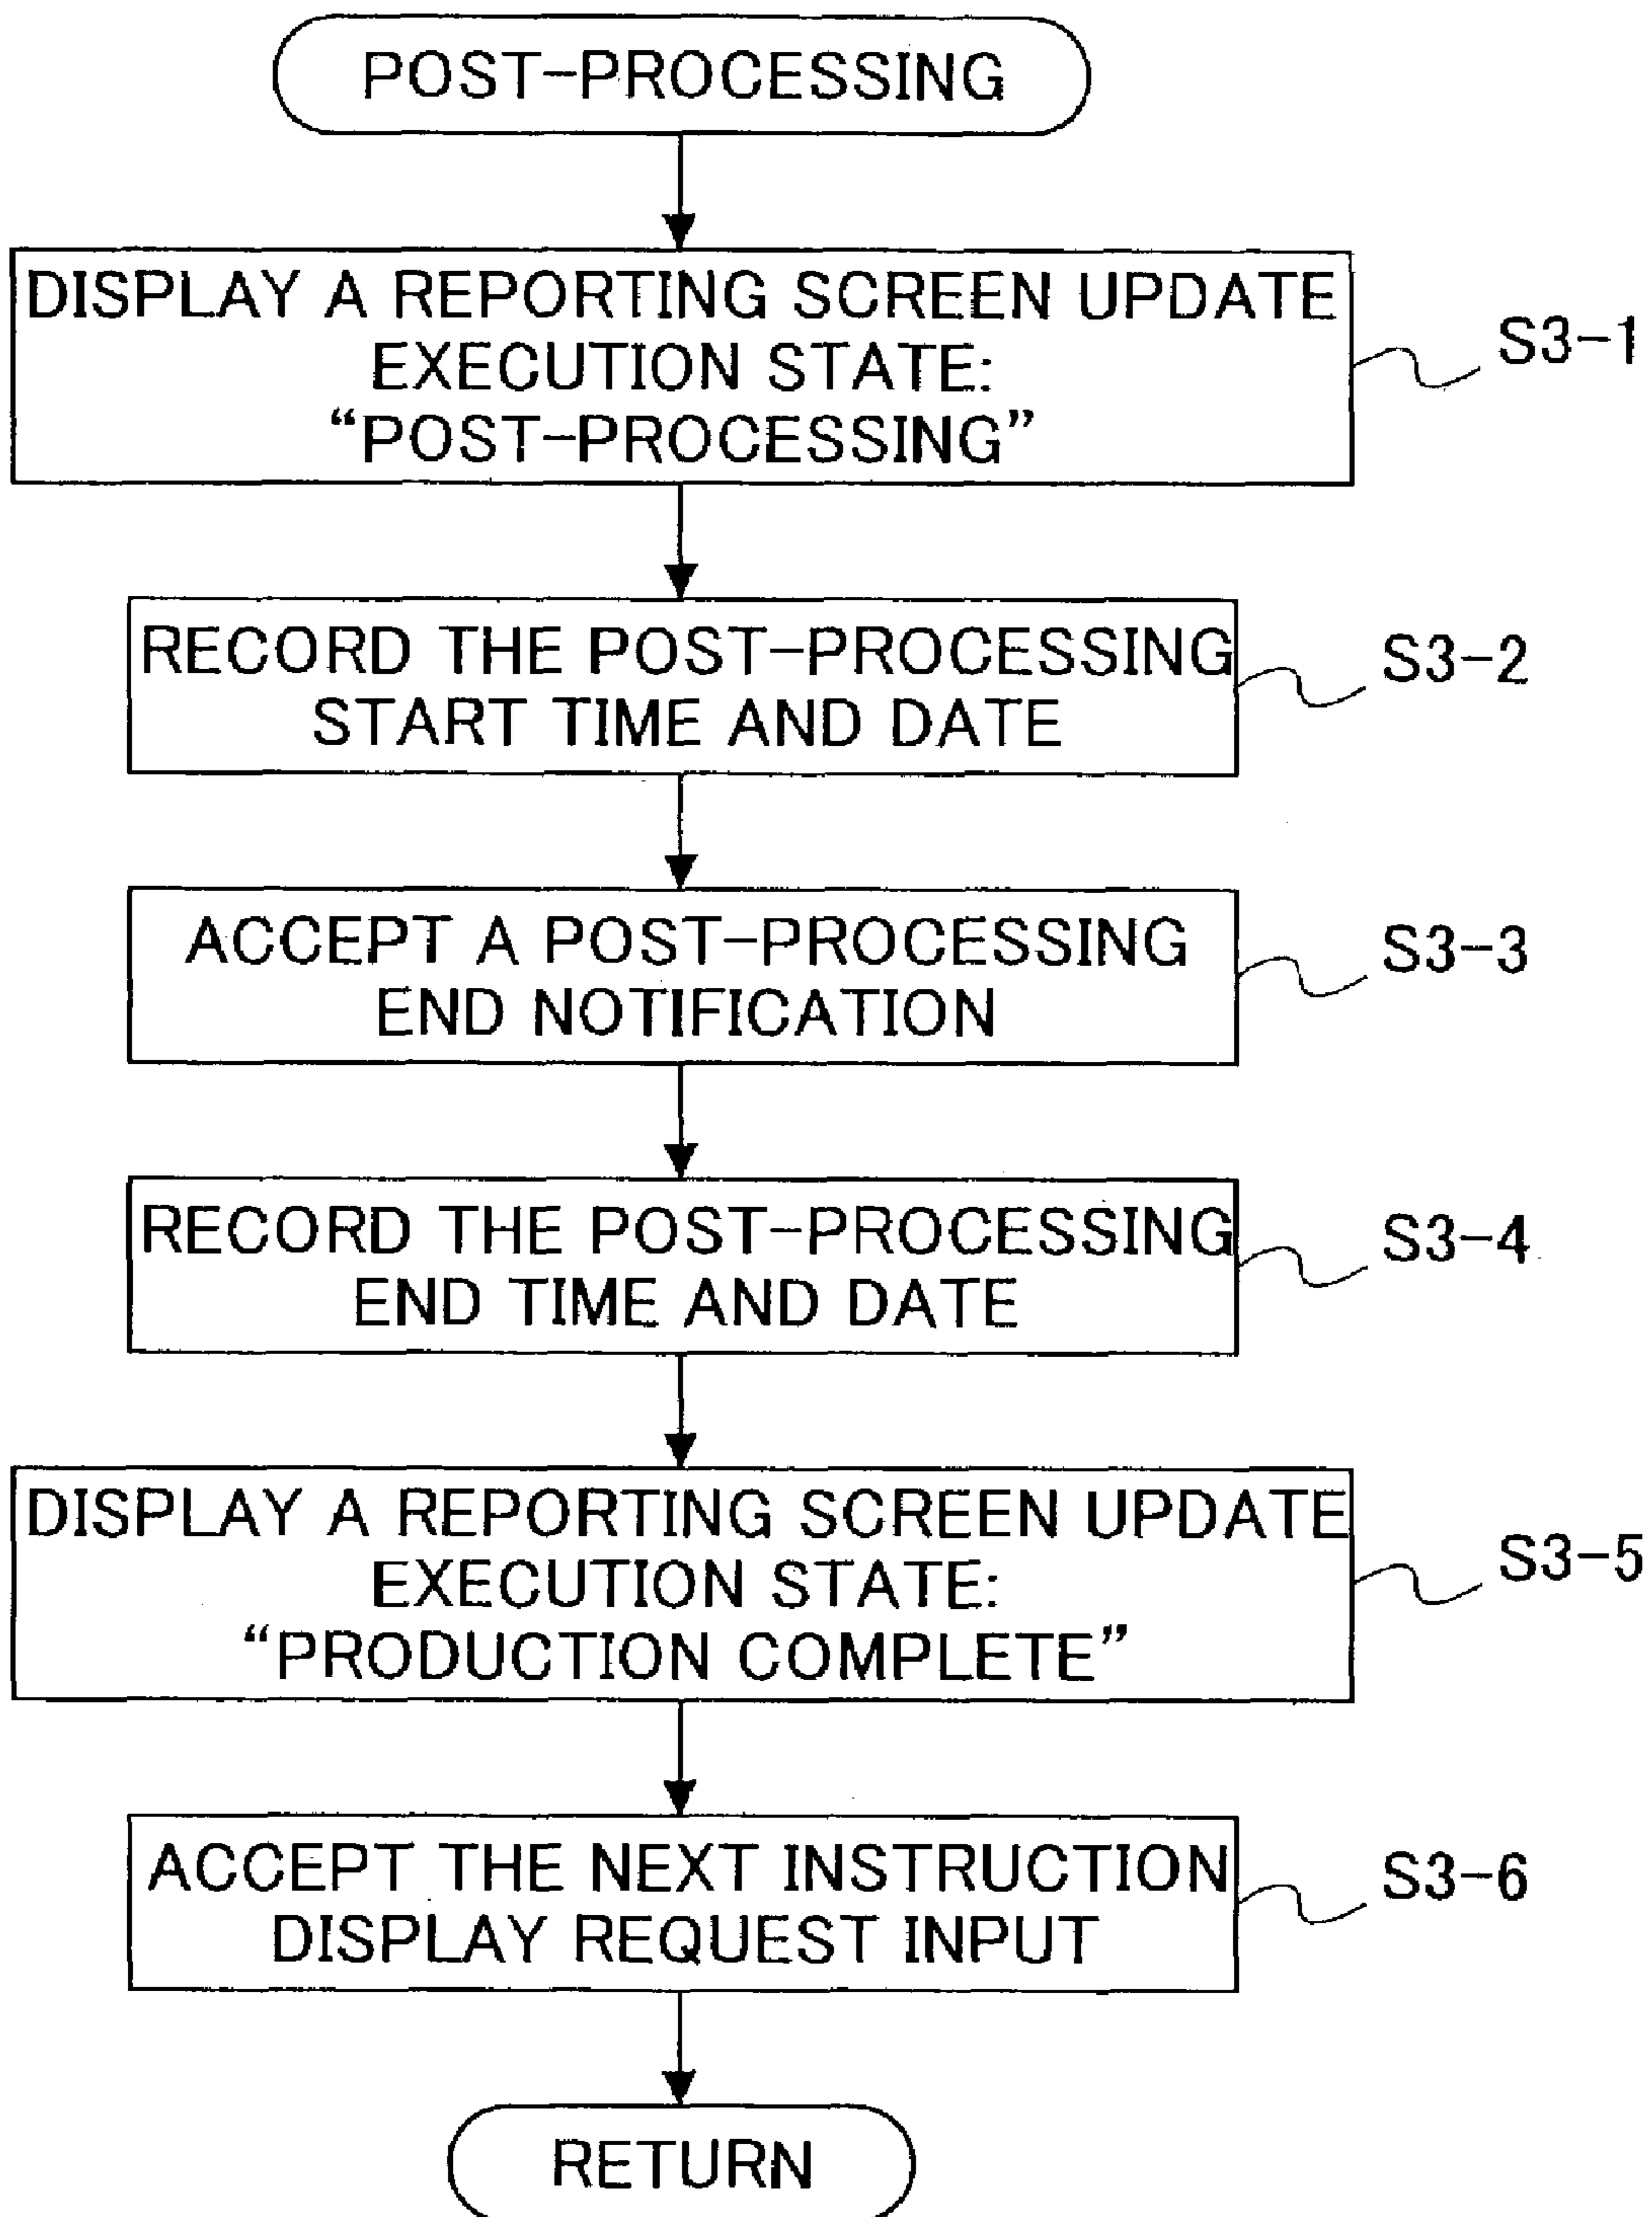 POST-PROCESSING
DISPLAY A REPORTING SCREEN UPDATE
EXECUTION STATE:
“POST-PROCESSING”
S3-1
RECORD THE POST-PROCESSING
START TIME AND DATE
S3-2
ACCEPT A POST-PROCESSING
END NOTIFICATION
S3-3
RECORD THE POST-PROCESSING
END TIME AND DATE
S3-4
DISPLAY A REPORTING SCREEN UPDATE
EXECUTION STATE:
“PRODUCTION COMPLETE”
S3-5
ACCEPT THE NEXT INSTRUCTION
DISPLAY REQUEST INPUT
S3-6
RETURN